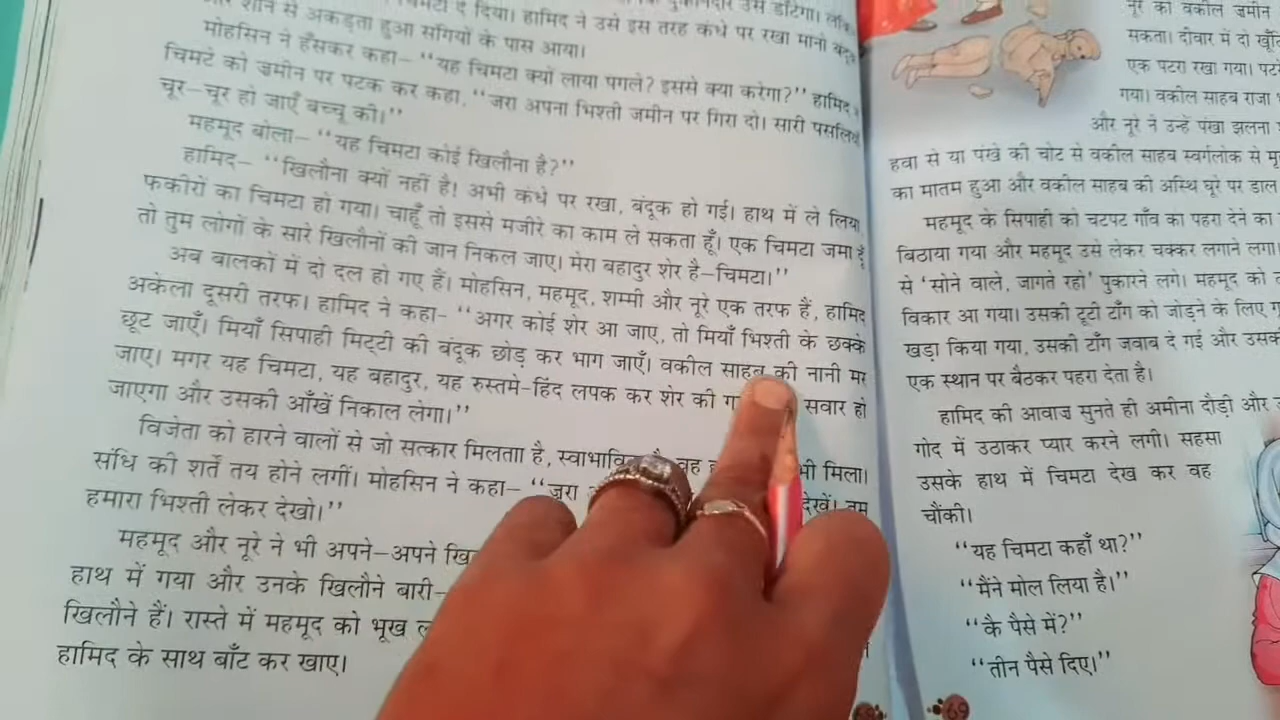 और शान से अकड़ता हुआ संगियों के पास आया।
चिमटा दे दिया। हामिद ने उसे इस तरह कंधे पर रखा मानो बंदूक
मोहसिन ने हँसकर कहा– “यह चिमटा क्यों लाया पगले? इससे क्या करेगा?” हामिद
चिमटे को ज़मीन पर पटक कर कहा, “जरा अपना भिश्ती जमीन पर गिरा दो। सारी पसलियाँ
चूर–चूर हो जाएँ बच्चू की।”
महमूद बोला– “यह चिमटा कोई खिलौना है?”
हामिद– “खिलौना क्यों नहीं है! अभी कंधे पर रखा, बंदूक हो गई। हाथ में ले लिया
फकीरों का चिमटा हो गया। चाहूँ तो इससे मजीरे का काम ले सकता हूँ। एक चिमटा जमा दूँ
तो तुम लोगों के सारे खिलौनों की जान निकल जाए। मेरा बहादुर शेर है–चिमटा।”
अब बालकों में दो दल हो गए हैं। मोहसिन, महमूद, शम्मी और नूरे एक तरफ हैं, हामिद
अकेला दूसरी तरफ। हामिद ने कहा– “अगर कोई शेर आ जाए, तो मियाँ भिश्ती के छक्के
छूट जाएँ। मियाँ सिपाही मिट्टी की बंदूक छोड़ कर भाग जाएँ। वकील साहब की नानी मर
जाए। मगर यह चिमटा, यह बहादुर, यह रुस्तमे–हिंद लपक कर शेर की सवार हो
जाएगा और उसकी आँखें निकाल लेगा।”
विजेता को हारने वालों से जो सत्कार मिलता है, वह भी मिला।
संधि की शर्ते तय होने लगीं। मोहसिन ने कहा– “ज़रा देखें। तुम
हमारा भिश्ती लेकर देखो।”
महमूद और नूरे ने भी अपने–अपने
हाथ में गया और उनके खिलौने बारी–
खिलौने हैं। रास्ते में महमूद को भूख
हामिद के साथ बाँट कर खाए।
नूरे का वकील ज़मीन
सकता। दीवार में दो
एक पटरा रखा गया।
गया। वकील साहब राजा
और नूरे ने उन्हें पंखा झलना
हवा से या पंखे की चोट से वकील साहब स्वर्गलोक से
का मातम हुआ और वकील साहब की अस्थि घूरे पर डाल
महमूद के सिपाही को चटपट गाँव का पहरा देने का
बिठाया गया और महमूद उसे लेकर चक्कर लगाने लगा।
से ‘सोने वाले, जागते रहो’ पुकारने लगे। महमूद को
विकार आ गया। उसकी टूटी टाँग को जोड़ने के लिए
खड़ा किया गया, उसकी टाँग जवाब दे गई और
एक स्थान पर बैठकर पहरा देता है।
हामिद की आवाज सुनते ही अमीना दौड़ी और
गोद में उठाकर प्यार करने लगी। सहसा
उसके हाथ में चिमटा देख कर वह
चौंकी।
“यह चिमटा कहाँ था?”
“मैंने मोल लिया है।”
“कै पैसे में?”
“तीन पैसे दिए।”
69